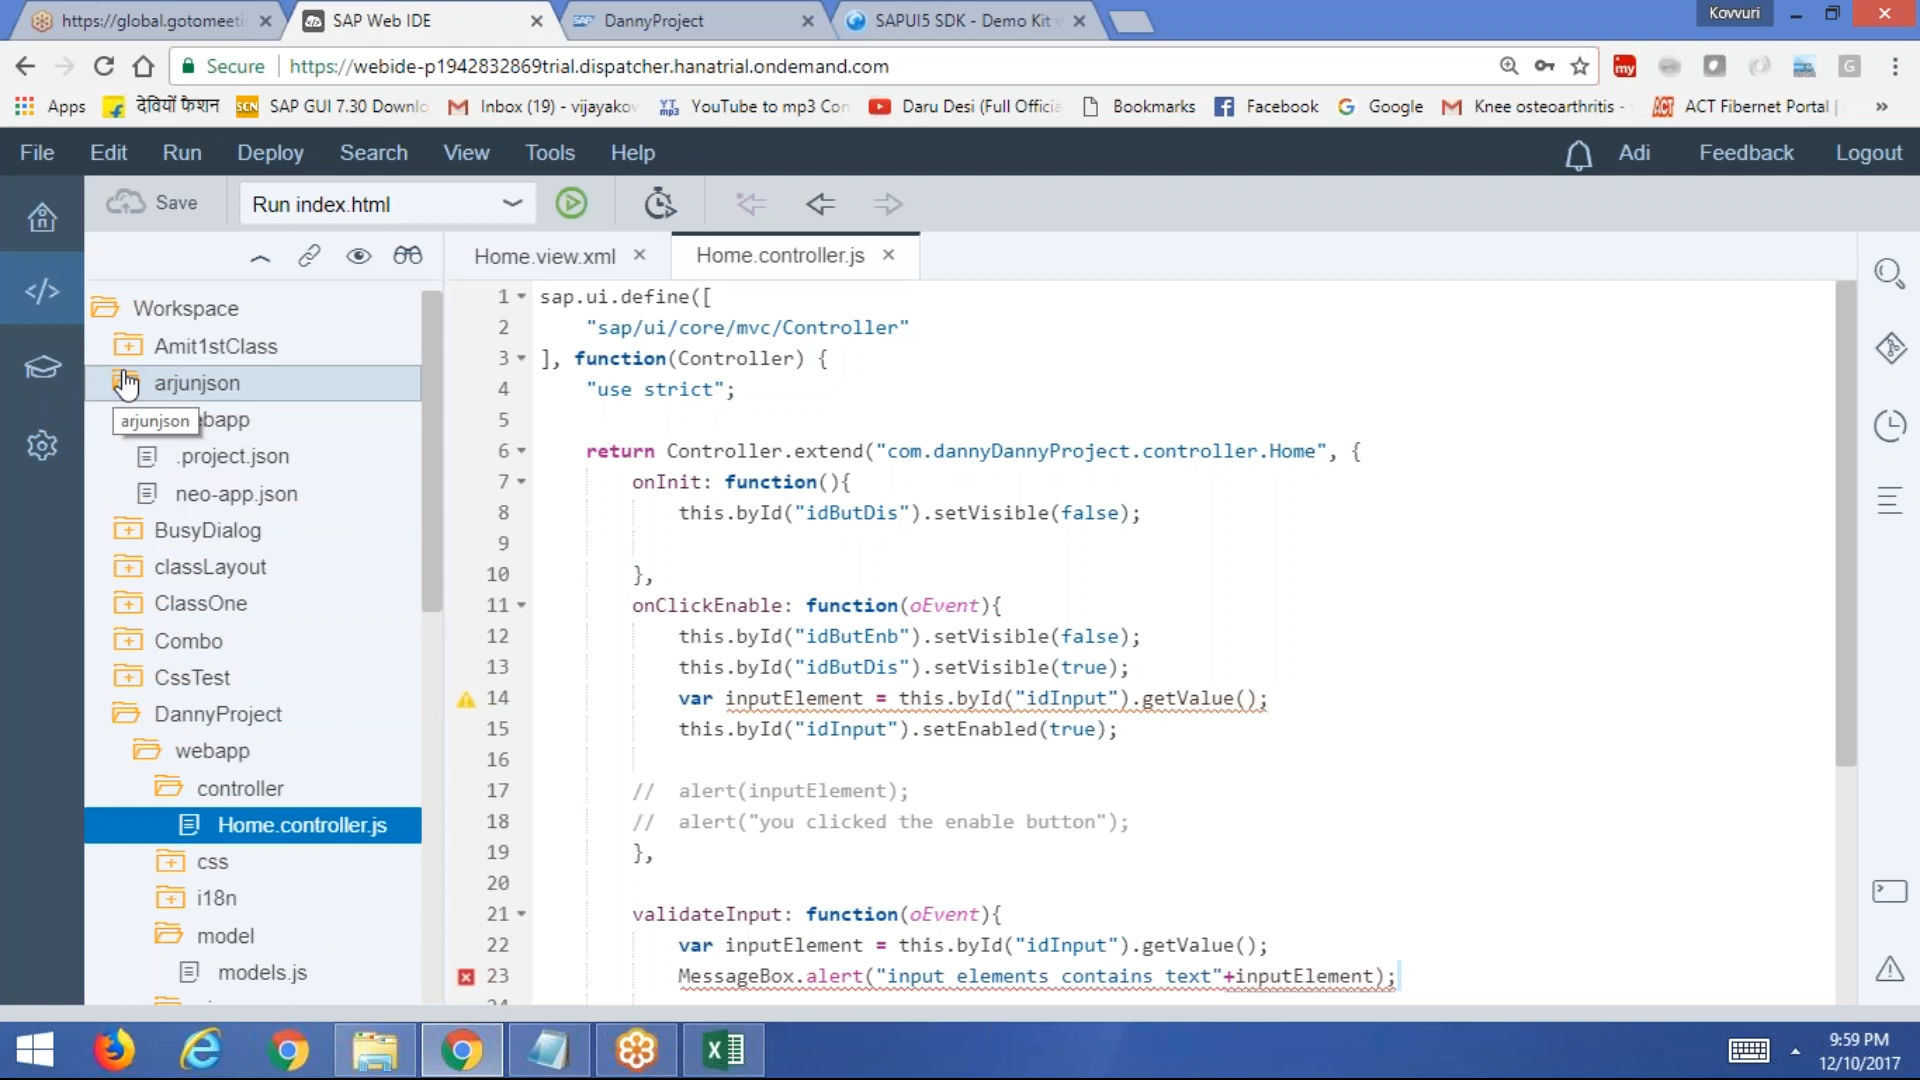 https://global.gotomeeti
SAP Web IDE
SAP DannyProject
SAPUI5 SDK - Demo Kit
Kovvuri
Secure
https://webide-p1942832869trial.dispatcher.hanatrial.ondemand.com
my
G
Apps
देवियों फैशन
SCN SAP GUI 7.30 Downlo
Inbox (19) - vijayakov
YT mp3 YouTube to mp3 Con
Daru Desi (Full Officia
Bookmarks
Facebook
Google
Knee osteoarthritis -
ACT ACT Fibernet Portal |
»
File
Edit
Run
Deploy
Search
View
Tools
Help
Adi
Feedback
Logout
Save
Run index.html
Home.view.xml
Home.controller.js
Workspace
Amit1stClass
arjunjson
arjunjson
ebapp
.project.json
neo-app.json
BusyDialog
classLayout
ClassOne
Combo
CssTest
DannyProject
webapp
controller
Home.controller.js
css
i18n
model
models.js
1 sap.ui.define([
2 "sap/ui/core/mvc/Controller"
3 ], function(Controller) {
4 "use strict";
5
6 return Controller.extend("com.dannyDannyProject.controller.Home", {
7 onInit: function(){
8 this.byId("idButDis").setVisible(false);
9
10 },
11 onClickEnable: function(oEvent){
12 this.byId("idButEnb").setVisible(false);
13 this.byId("idButDis").setVisible(true);
14 var inputElement = this.byId("idInput").getValue();
15 this.byId("idInput").setEnabled(true);
16
17 // alert(inputElement);
18 // alert("you clicked the enable button");
19 },
20
21 validateInput: function(oEvent){
22 var inputElement = this.byId("idInput").getValue();
23 MessageBox.alert("input elements contains text"+inputElement);
9:59 PM
12/10/2017